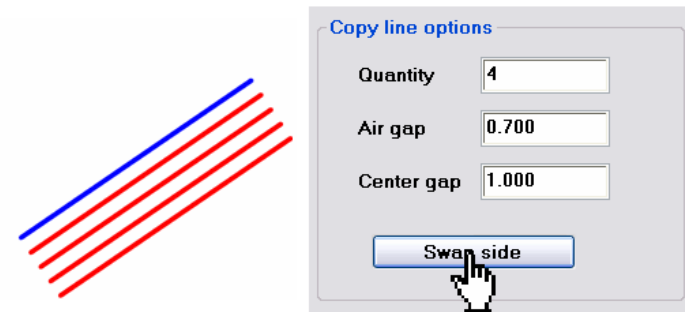 Copy line options
Quantity 4
Air gap 0.700
Center gap 1.000
Swap side